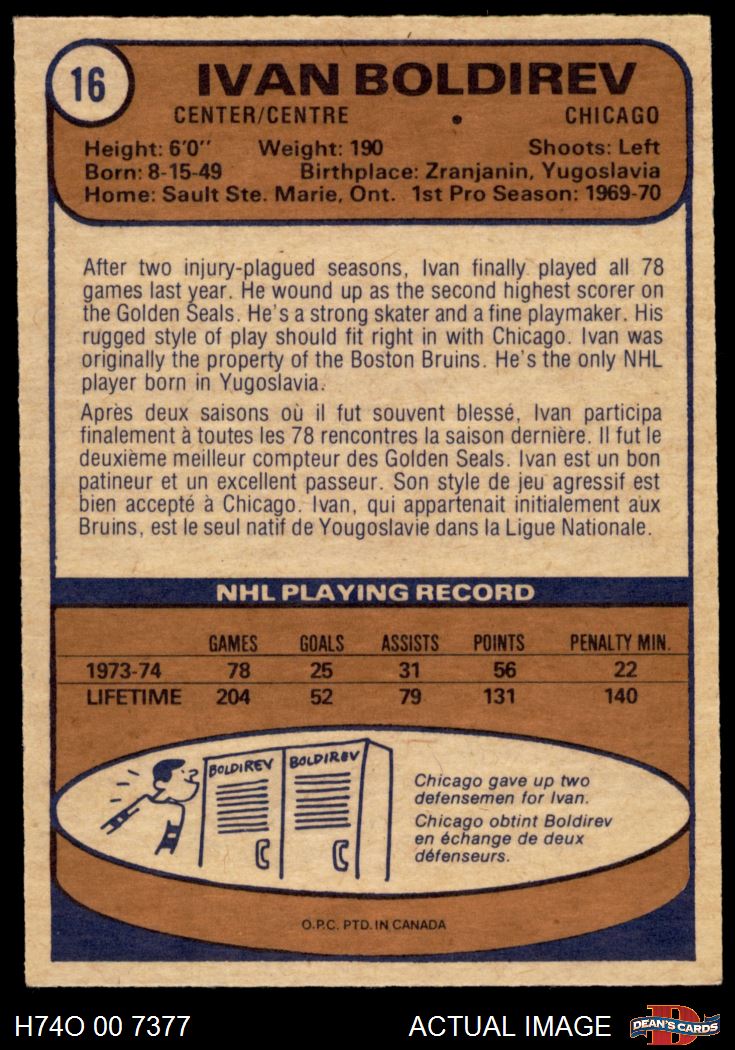 16
IVAN BOLDIREV
CENTER/CENTRE • CHICAGO
Height: 6'0" Weight: 190 Shoots: Left
Born: 8-15-49 Birthplace: Zranjanin, Yugoslavia
Home: Sault Ste. Marie, Ont. 1st Pro Season: 1969-70
After two injury-plagued seasons, Ivan finally played all 78
games last year. He wound up as the second highest scorer on
the Golden Seals. He's a strong skater and a fine playmaker. His
rugged style of play should fit right in with Chicago. Ivan was
originally the property of the Boston Bruins. He's the only NHL
player born in Yugoslavia.
Après deux saisons où il fut souvent blessé, Ivan participa
finalement à toutes les 78 rencontres la saison dernière. Il fut le
deuxième meilleur compteur des Golden Seals. Ivan est un bon
patineur et un excellent passeur. Son style de jeu agressif est
bien accepté à Chicago. Ivan, qui appartenait initialement aux
Bruins, est le seul natif de Yougoslavie dans la Ligue Nationale.
NHL PLAYING RECORD
GAMES GOALS ASSISTS POINTS PENALTY MIN.
1973-74 78 25 31 56 22
LIFETIME 204 52 79 131 140
BOLDIREV BOLDIREV
Chicago gave up two
defensemen for Ivan.
Chicago obtint Boldirev
en échange de deux
défenseurs.
O.P.C. PTD. IN CANADA
H74O 00 7377 ACTUAL IMAGE
D
DEAN'S CARDS